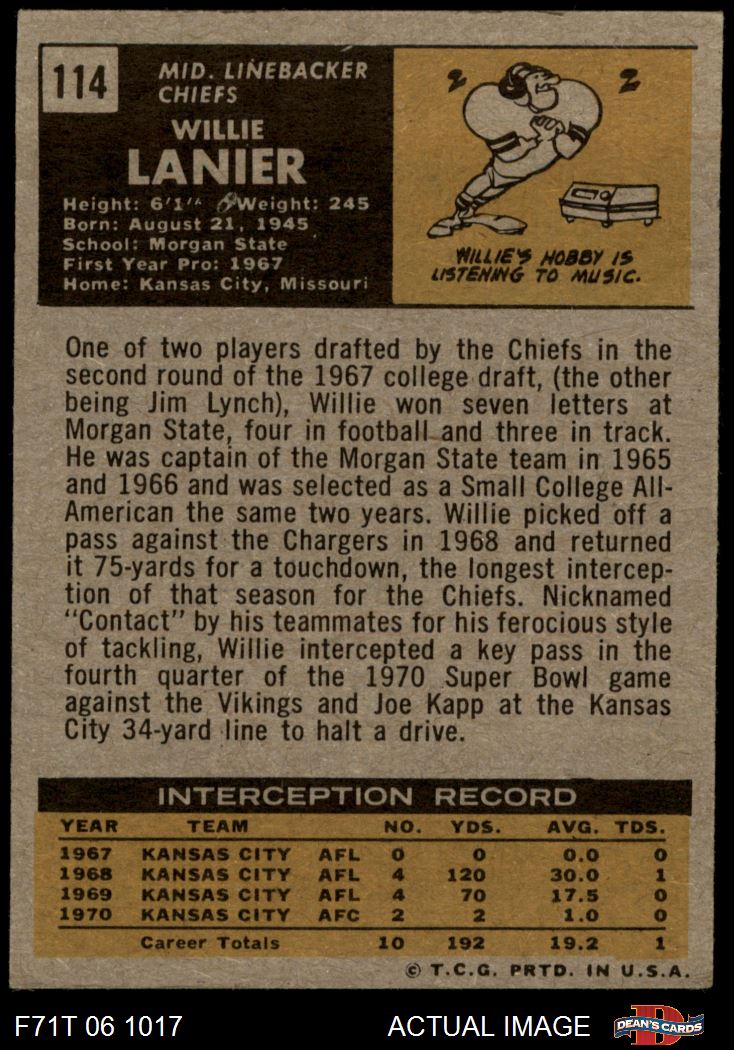 114
MID. LINEBACKER
CHIEFS
WILLIE
LANIER
Height: 6'1" Weight: 245
Born: August 21, 1945
School: Morgan State
First Year Pro: 1967
Home: Kansas City, Missouri
2 2
WILLIE'S HOBBY IS
LISTENING TO MUSIC.
One of two players drafted by the Chiefs in the
second round of the 1967 college draft, (the other
being Jim Lynch), Willie won seven letters at
Morgan State, four in football and three in track.
He was captain of the Morgan State team in 1965
and 1966 and was selected as a Small College All-
American the same two years. Willie picked off a
pass against the Chargers in 1968 and returned
it 75-yards for a touchdown, the longest intercep-
tion of that season for the Chiefs. Nicknamed
"Contact" by his teammates for his ferocious style
of tackling, Willie intercepted a key pass in the
fourth quarter of the 1970 Super Bowl game
against the Vikings and Joe Kapp at the Kansas
City 34-yard line to halt a drive.
INTERCEPTION RECORD
YEAR TEAM NO. YDS. AVG. TDS.
1967 KANSAS CITY AFL 0 0 0.0 0
1968 KANSAS CITY AFL 4 120 30.0 1
1969 KANSAS CITY AFL 4 70 17.5 0
1970 KANSAS CITY AFC 2 2 1.0 0
Career Totals 10 192 19.2 1
© T.C.G. PRTD. IN U.S.A.
F71T 06 1017 ACTUAL IMAGE D DEAN'S CARDS